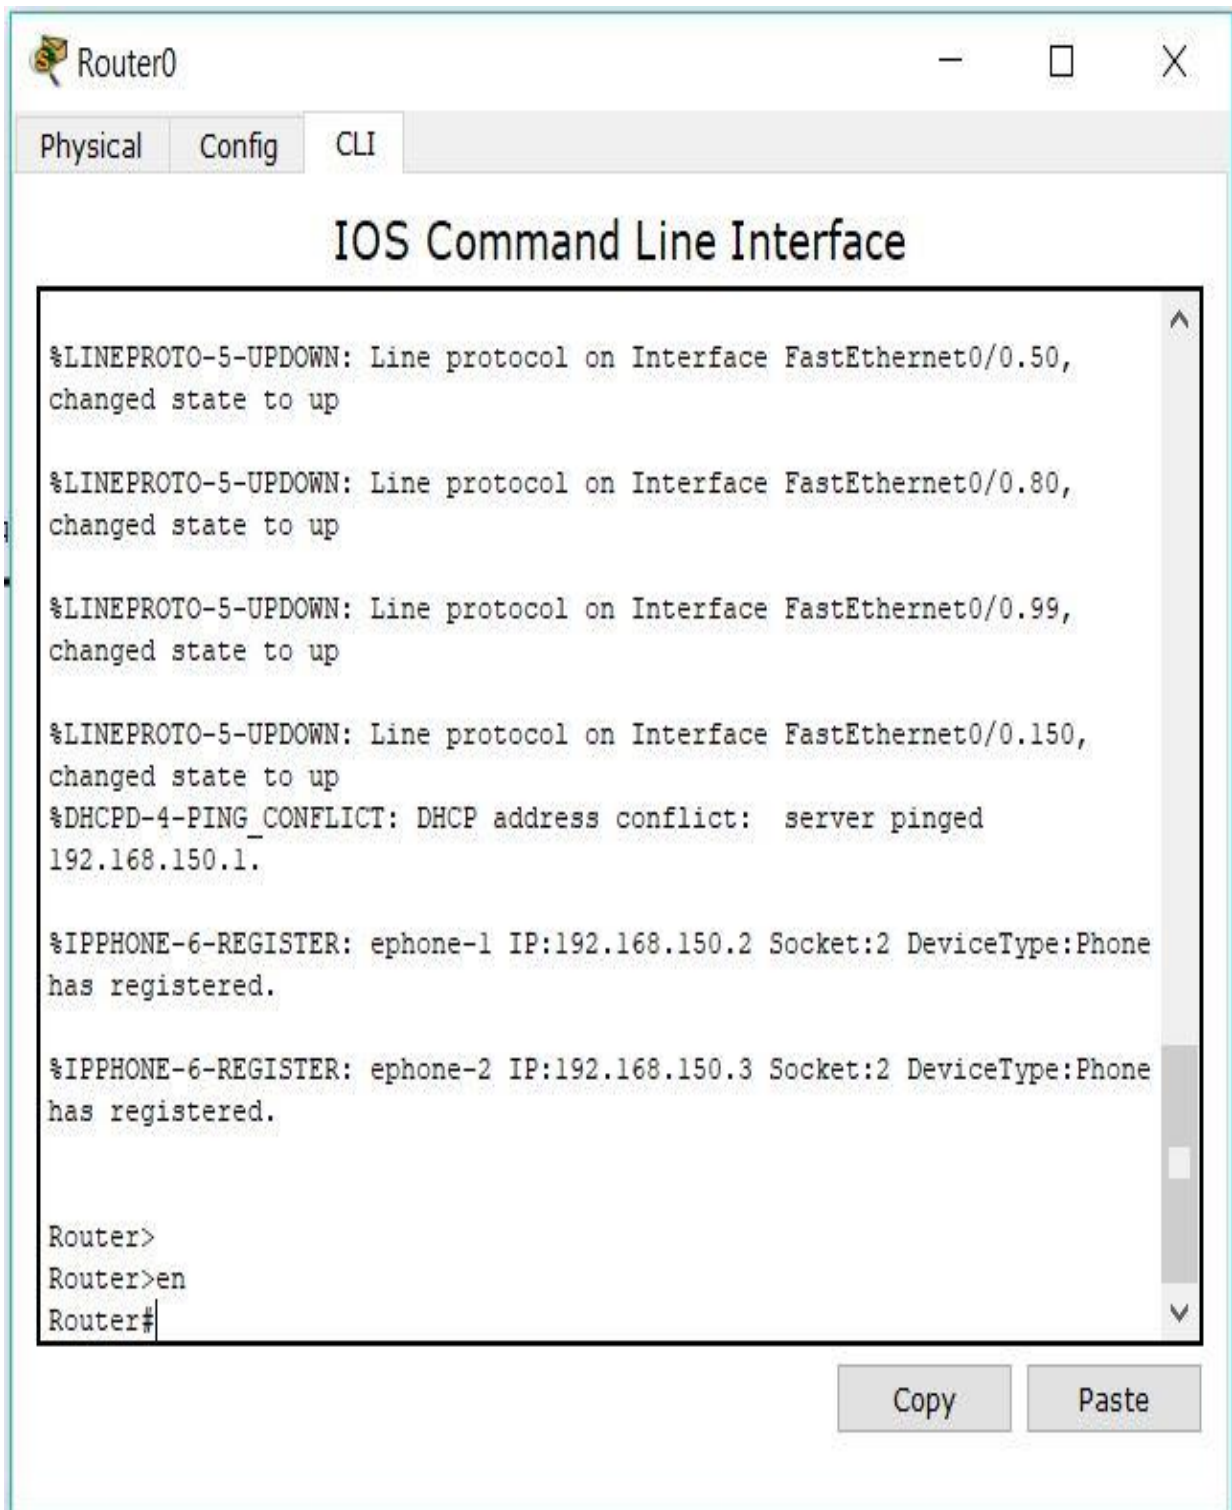 Router0
Physical Config CLI
IOS Command Line Interface
%LINEPROTO-5-UPDOWN: Line protocol on Interface FastEthernet0/0.50,
changed state to up
%LINEPROTO-5-UPDOWN: Line protocol on Interface FastEthernet0/0.80,
changed state to up
%LINEPROTO-5-UPDOWN: Line protocol on Interface FastEthernet0/0.99,
changed state to up
%LINEPROTO-5-UPDOWN: Line protocol on Interface FastEthernet0/0.150,
changed state to up
%DHCPD-4-PING_CONFLICT: DHCP address conflict:  server pinged
192.168.150.1.
%IPPHONE-6-REGISTER: ephone-1 IP:192.168.150.2 Socket:2 DeviceType:Phone
has registered.
%IPPHONE-6-REGISTER: ephone-2 IP:192.168.150.3 Socket:2 DeviceType:Phone
has registered.
Router>
Router>en
Router#
Copy Paste